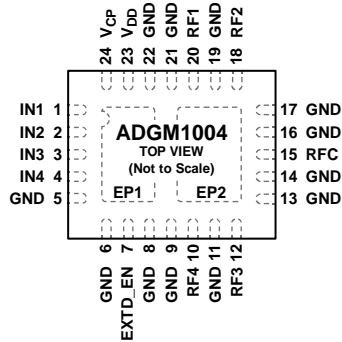 24 VCP
23 VDD
22 GND
21 GND
20 RF1
19 GND
18 RF2
IN1 1
IN2 2
IN3 3
IN4 4
GND 5
ADGM1004
TOP VIEW
(Not to Scale)
EP1
EP2
17 GND
16 GND
15 RFC
14 GND
13 GND
GND 6
EXTD_EN 7
GND 8
GND 9
RF4 10
GND 11
RF3 12